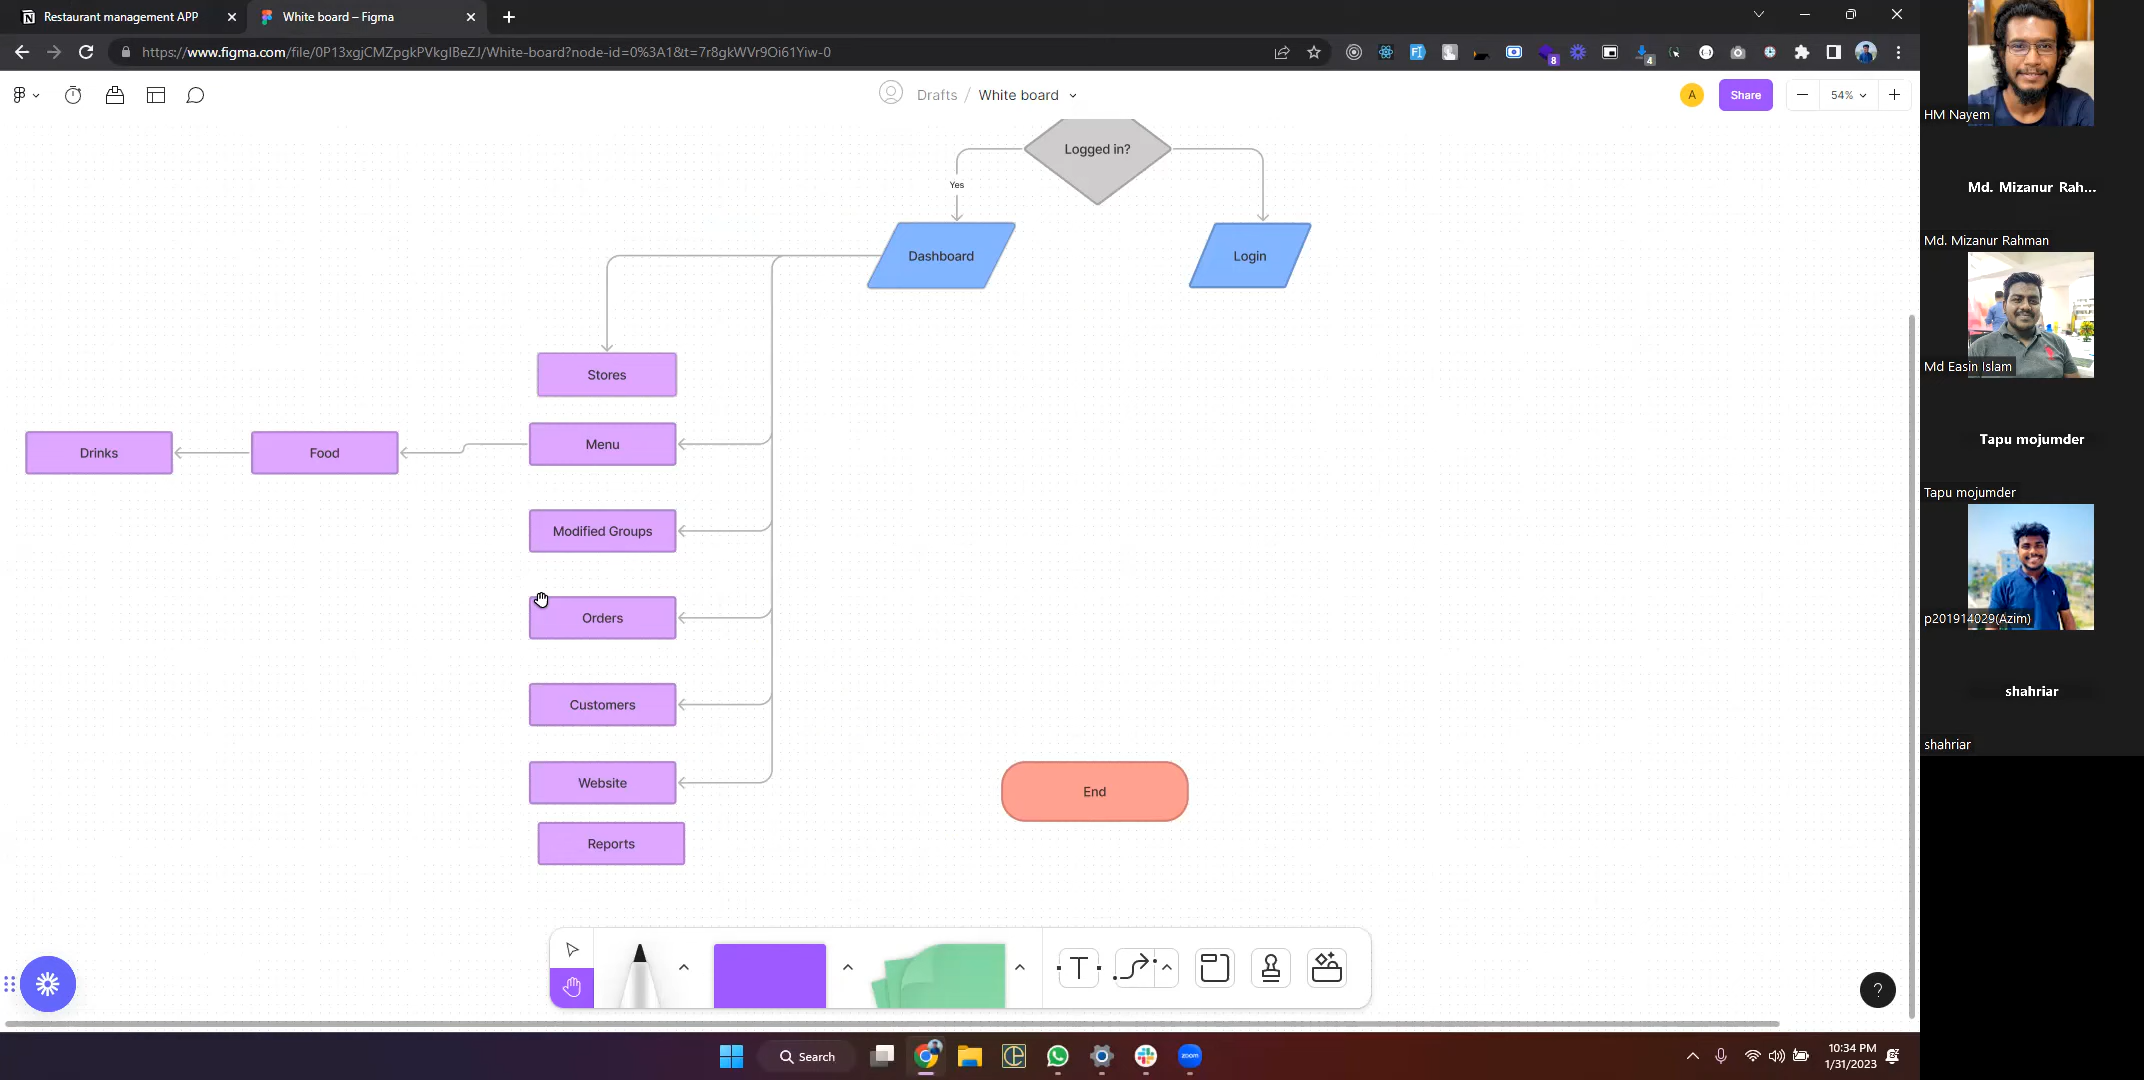 Restaurant management APP
White board – Figma
https://www.figma.com/file/0P13xgjCMZpgkPVkgIBeZJ/White-board?node-id=0%3A1&t=7r8gkWVr9Oi61Yiw-0
8
4
Drafts / White board
A
Share
54%
Logged in?
Yes
Dashboard
Login
Stores
Menu
Food
Drinks
Modified Groups
Orders
Customers
Website
Reports
End
T
?
HM Nayem
Md. Mizanur Rah...
Md. Mizanur Rahman
Md Easin Islam
Tapu mojumder
Tapu mojumder
p201914029(Azim)
shahriar
shahriar
Search
zoom
10:34 PM
1/31/2023